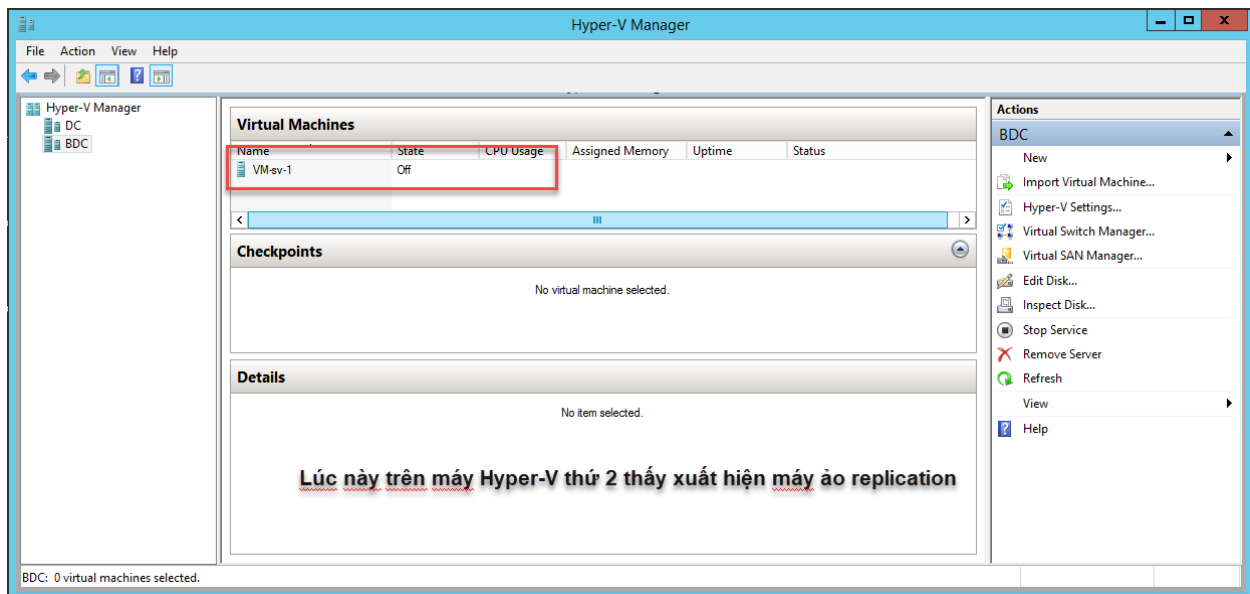 Hyper-V Manager
File Action View Help
Hyper-V Manager
DC
BDC
Virtual Machines
Name State CPU Usage Assigned Memory Uptime Status
VM-sv-1 Off
Checkpoints
No virtual machine selected.
Details
No item selected.
Lúc này trên máy Hyper-V thứ 2 thấy xuất hiện máy ảo replication
Actions
BDC
New
Import Virtual Machine...
Hyper-V Settings...
Virtual Switch Manager...
Virtual SAN Manager...
Edit Disk...
Inspect Disk...
Stop Service
Remove Server
Refresh
View
Help
BDC: 0 virtual machines selected.